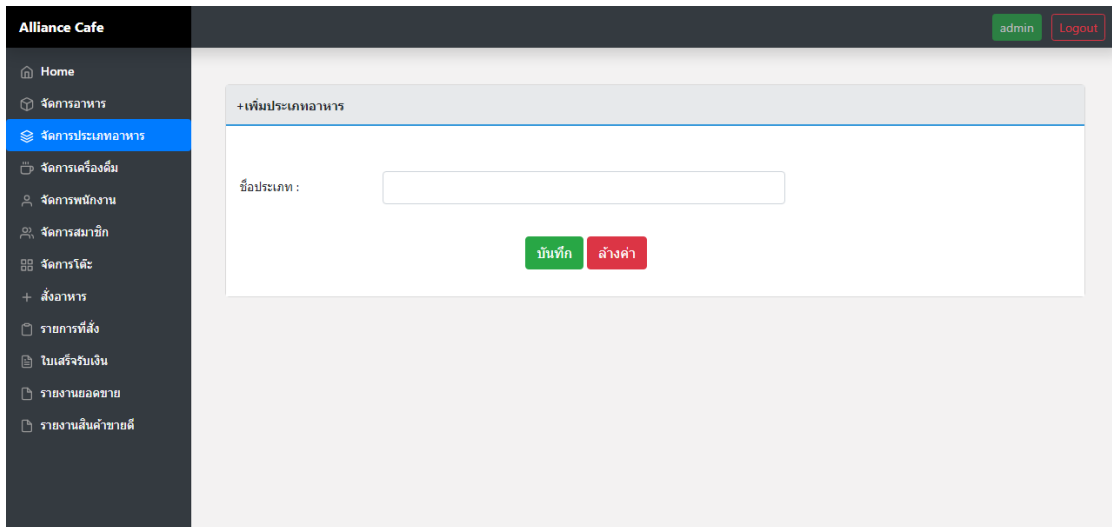 Alliance Cafe
admin Logout
Home
จัดการอาหาร
จัดการประเภทอาหาร
จัดการเครื่องดื่ม
จัดการพนักงาน
จัดการสมาชิก
จัดการโต๊ะ
สั่งอาหาร
รายการที่สั่ง
ใบเสร็จรับเงิน
รายงานยอดขาย
รายงานสินค้าขายดี
+เพิ่มประเภทอาหาร
ชื่อประเภท :
บันทึก ล้างค่า